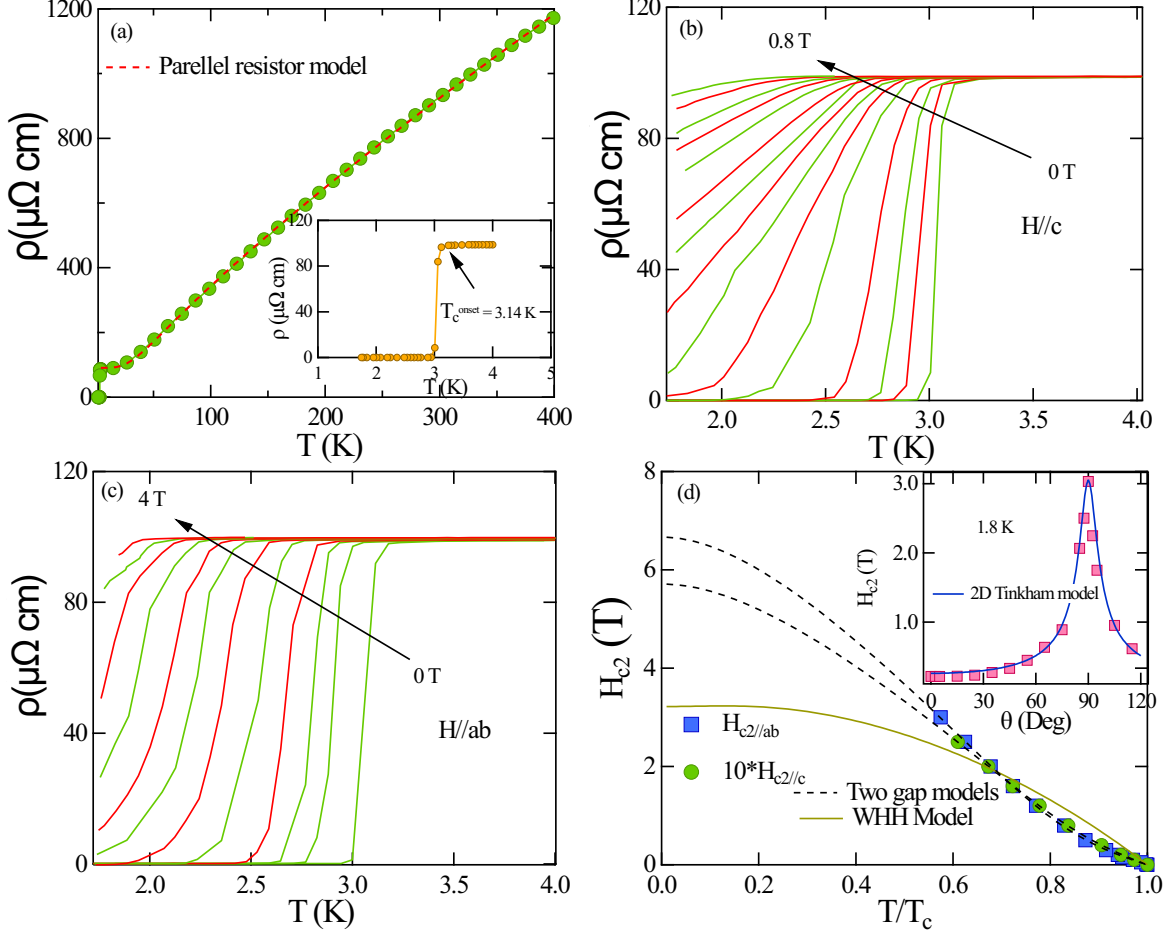 (a)
Parellel resistor model
ρ(μΩ cm)
1200
800
400
0
100
200
300
400
T (K)
ρ (μΩ cm)
120
80
40
0
1
2
3
4
5
T (K)
T_c^onset = 3.14 K
(b)
0.8 T
0 T
H//c
ρ(μΩ cm)
120
80
40
0
2.0
2.5
3.0
3.5
4.0
T (K)
(c)
4 T
0 T
H//ab
ρ(μΩ cm)
120
80
40
0
2.0
2.5
3.0
3.5
4.0
T (K)
(d)
H_c2 (T)
8
6
4
2
0
0.0
0.2
0.4
0.6
0.8
1.0
T/T_c
H_c2//ab
10*H_c2//c
Two gap models
WHH Model
1.8 K
2D Tinkham model
H_c2 (T)
3.0
2.0
1.0
0
30
60
90
120
θ (Deg)